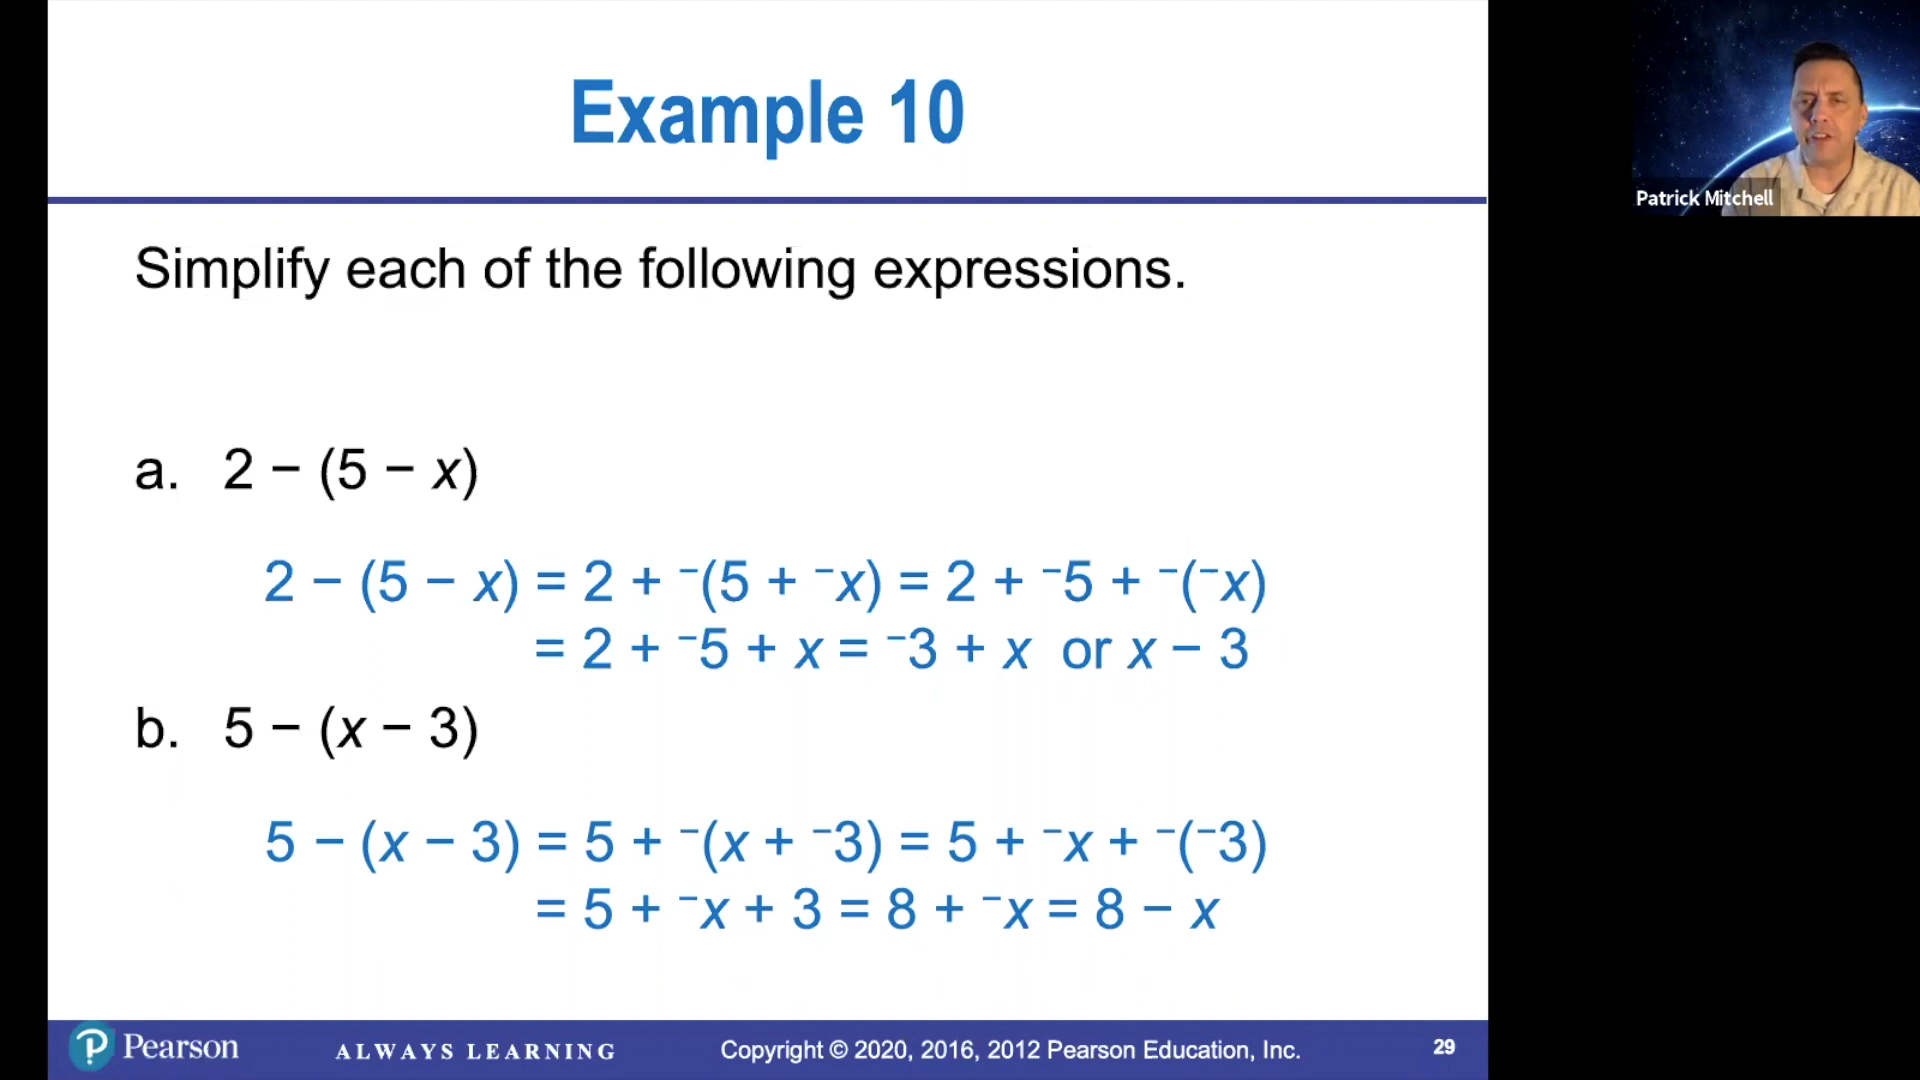 Example 10
Patrick Mitchell
Simplify each of the following expressions.
a. 2 − (5 − x)
2 − (5 − x) = 2 + ⁻(5 + ⁻x) = 2 + ⁻5 + ⁻(⁻x)
= 2 + ⁻5 + x = ⁻3 + x or x − 3
b. 5 − (x − 3)
5 − (x − 3) = 5 + ⁻(x + ⁻3) = 5 + ⁻x + ⁻(⁻3)
= 5 + ⁻x + 3 = 8 + ⁻x = 8 − x
Pearson
ALWAYS LEARNING
Copyright © 2020, 2016, 2012 Pearson Education, Inc.
29